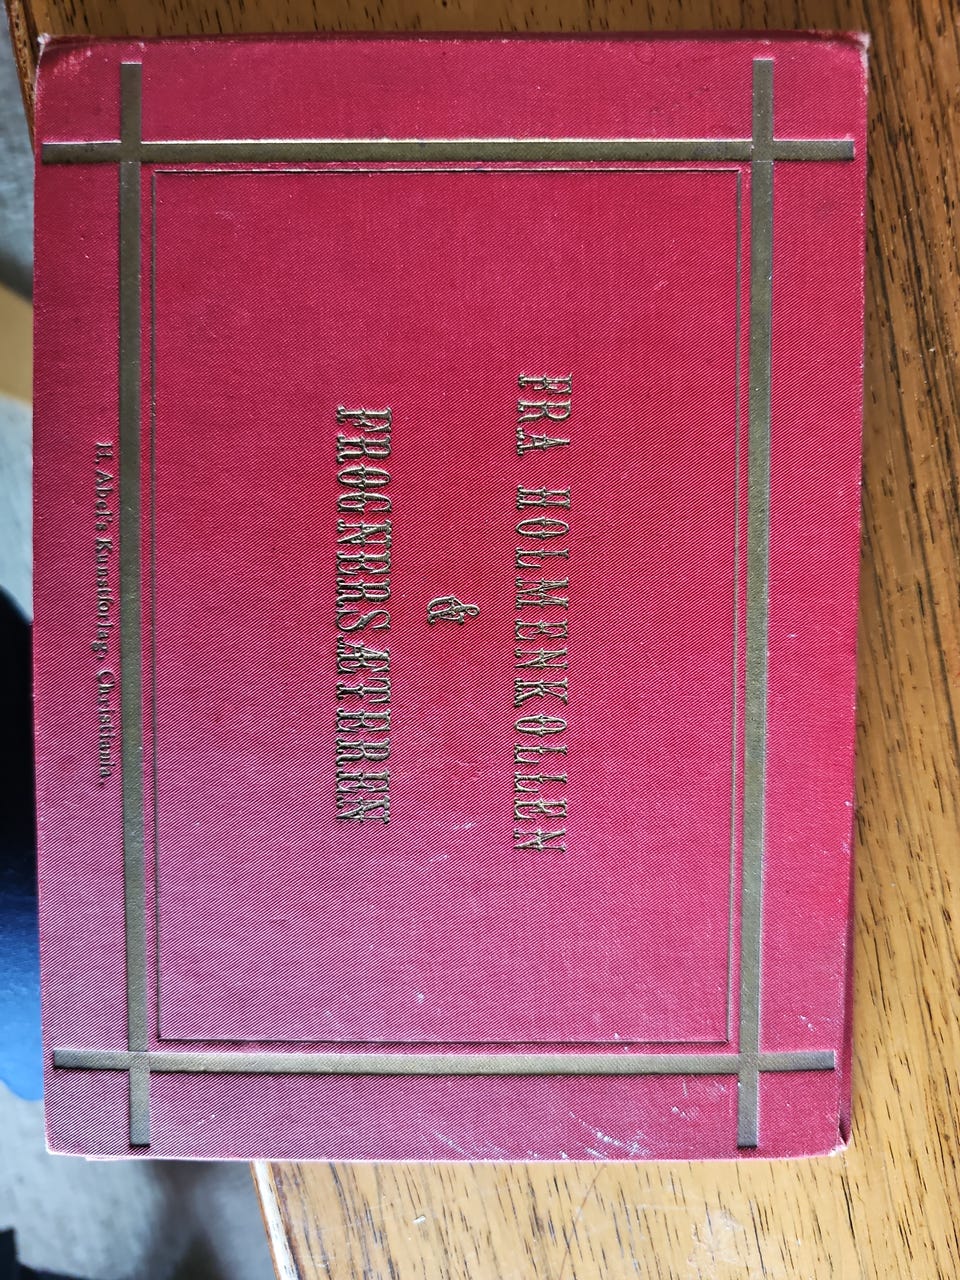 FRA HOLMENKOLLEN
&
FROGNERSÆTEREN
H. Abel's Kunstforlag. Christiania.